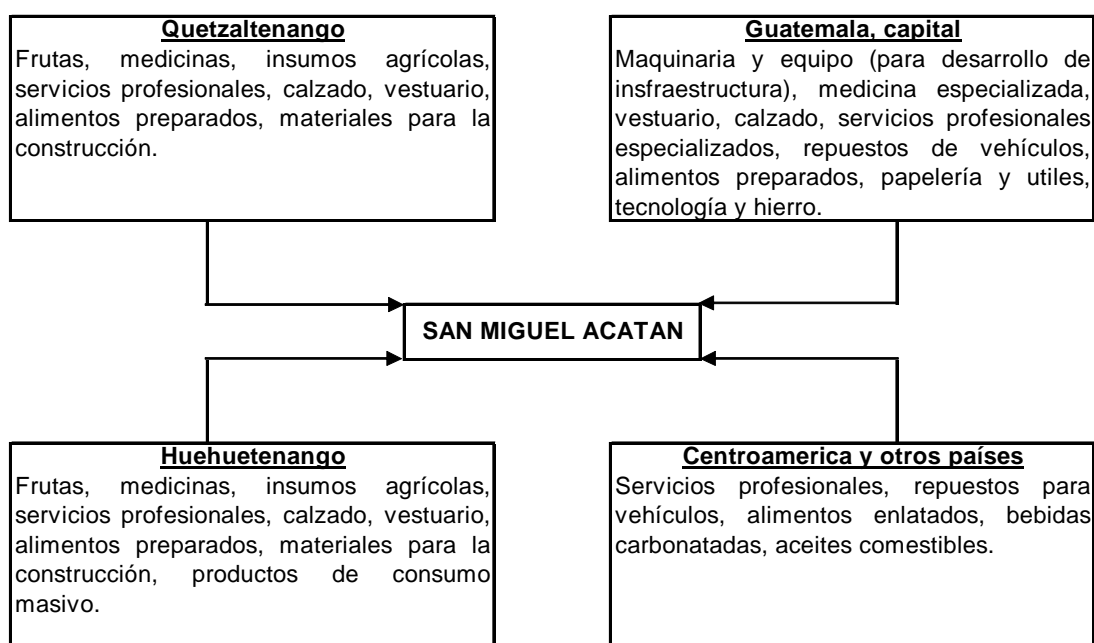 Quetzaltenango
Frutas, medicinas, insumos agrícolas,
servicios profesionales, calzado, vestuario,
alimentos preparados, materiales para la
construcción.
Guatemala, capital
Maquinaria y equipo (para desarrollo de
insfraestructura), medicina especializada,
vestuario, calzado, servicios profesionales
especializados, repuestos de vehículos,
alimentos preparados, papelería y utiles,
tecnología y hierro.
SAN MIGUEL ACATAN
Huehuetenango
Frutas, medicinas, insumos agrícolas,
servicios profesionales, calzado, vestuario,
alimentos preparados, materiales para la
construcción, productos de consumo
masivo.
Centroamerica y otros países
Servicios profesionales, repuestos para
vehículos, alimentos enlatados, bebidas
carbonatadas, aceites comestibles.